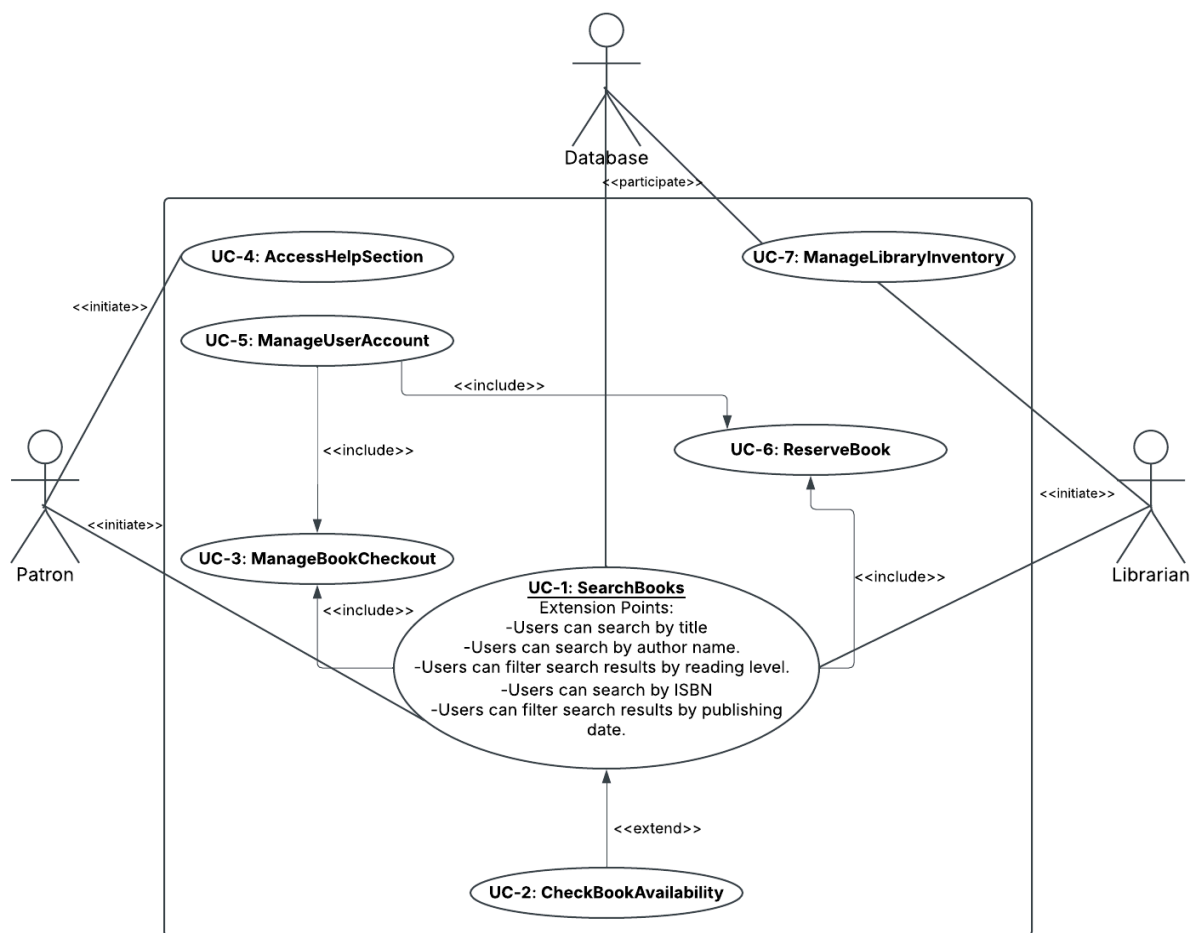 Database
<<participate>>
UC-4: AccessHelpSection
UC-7: ManageLibraryInventory
<<initiate>>
UC-5: ManageUserAccount
<<include>>
<<include>>
UC-6: ReserveBook
<<initiate>>
<<initiate>>
UC-3: ManageBookCheckout
Patron
Librarian
<<include>>
<<include>>
UC-1: SearchBooks
Extension Points:
-Users can search by title
-Users can search by author name.
-Users can filter search results by reading level.
-Users can search by ISBN
-Users can filter search results by publishing
date.
<<extend>>
UC-2: CheckBookAvailability